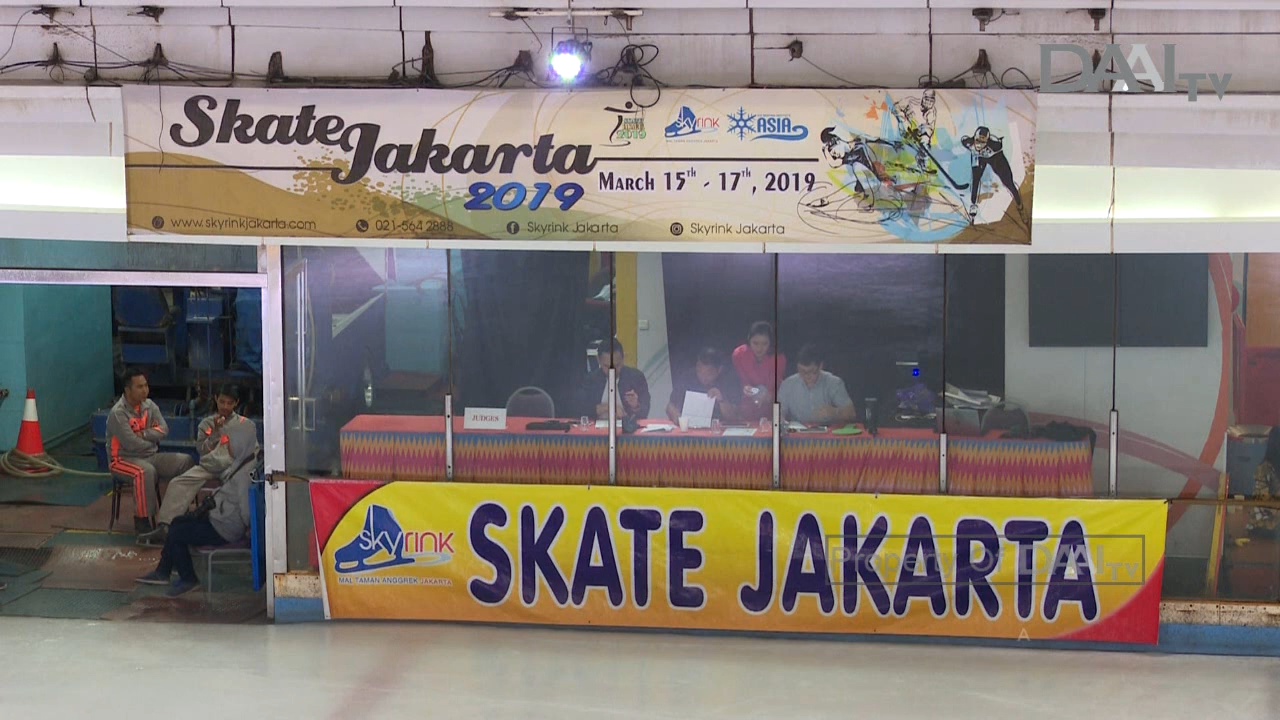 DAAI TV
Skate Jakarta
2019
2019
skyrink
ASIA
March 15th - 17th, 2019
www.skyrinkjakarta.com
021-564 2888
Skyrink Jakarta
Skyrink Jakarta
JUDGES
skyrink
MAL TAMAN ANGGREK JAKARTA
SKATE JAKARTA
Property Of DAAI TV
A